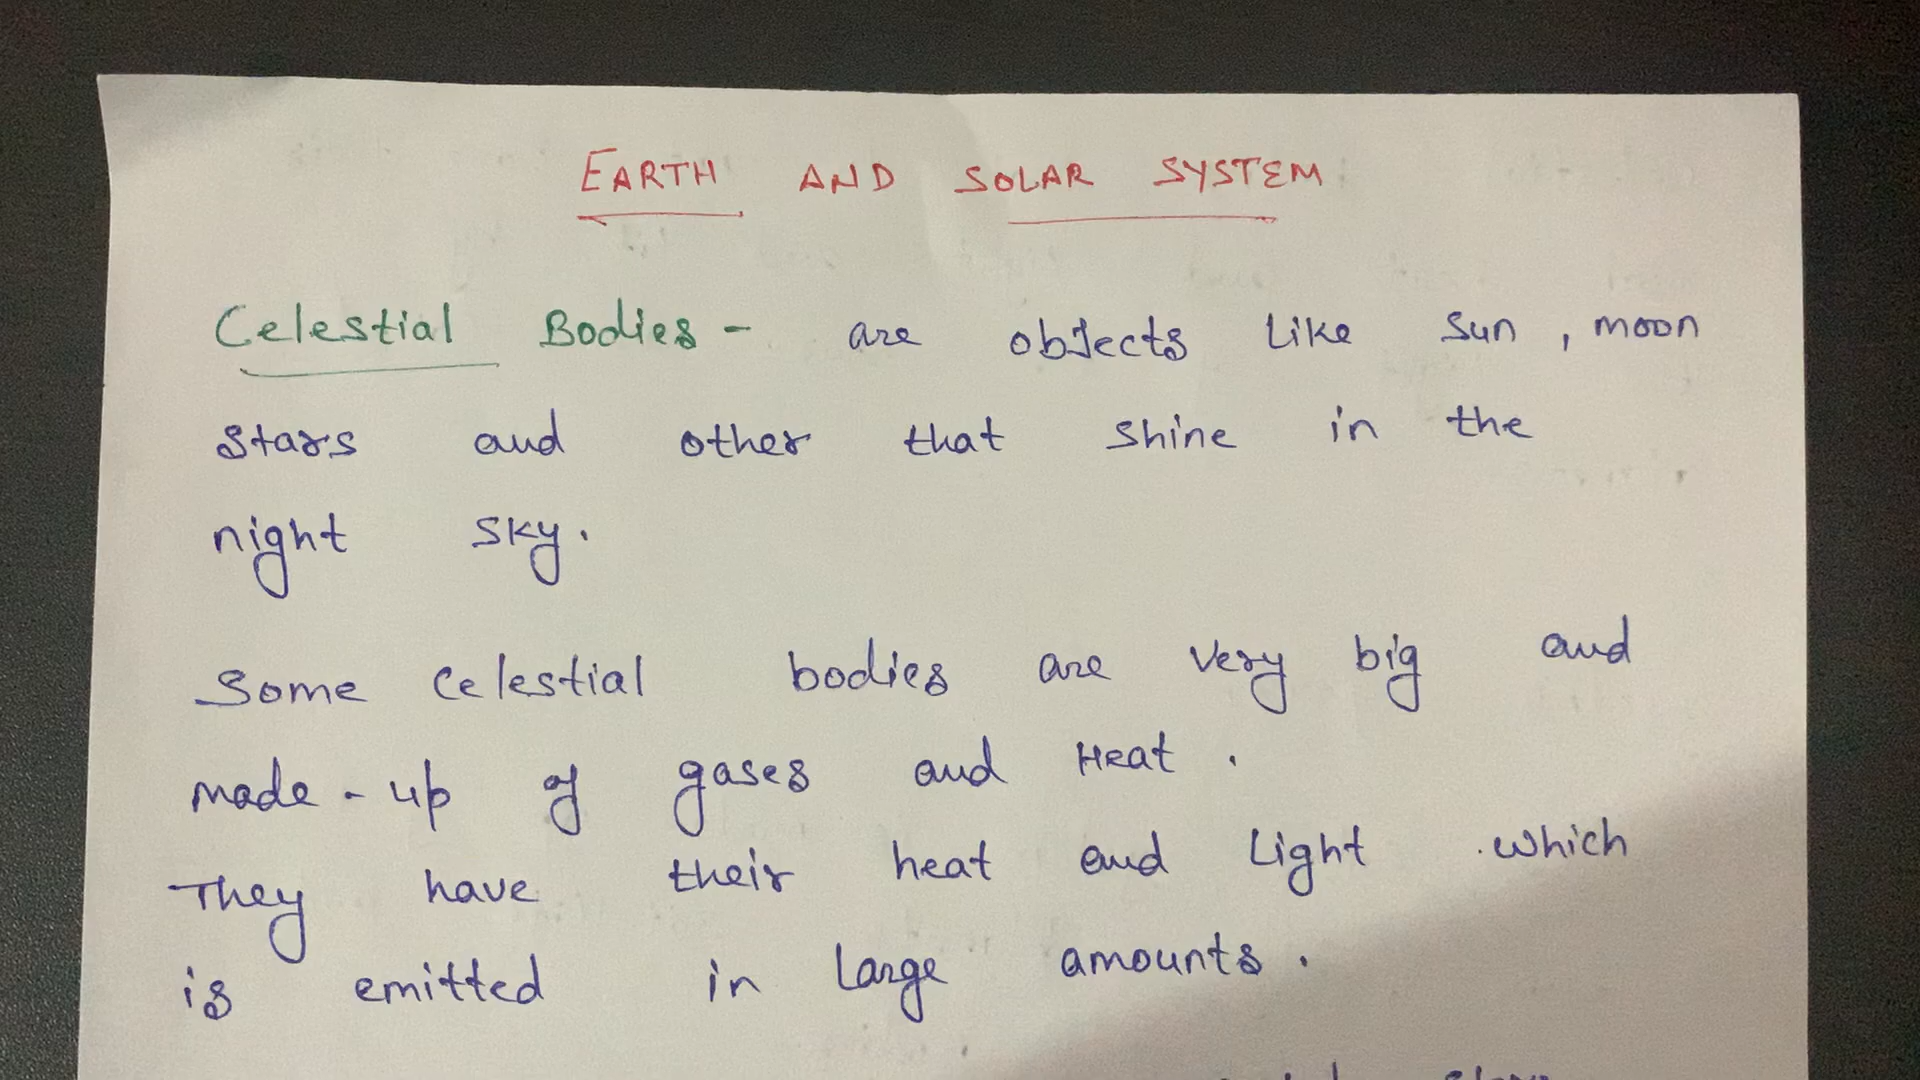 EARTH AND SOLAR SYSTEM
Celestial Bodies - are objects like sun, moon
stars and other that shine in the
night sky.
Some celestial bodies are very big and
made-up of gases and Heat.
They have their heat and light which
is emitted in large amounts.